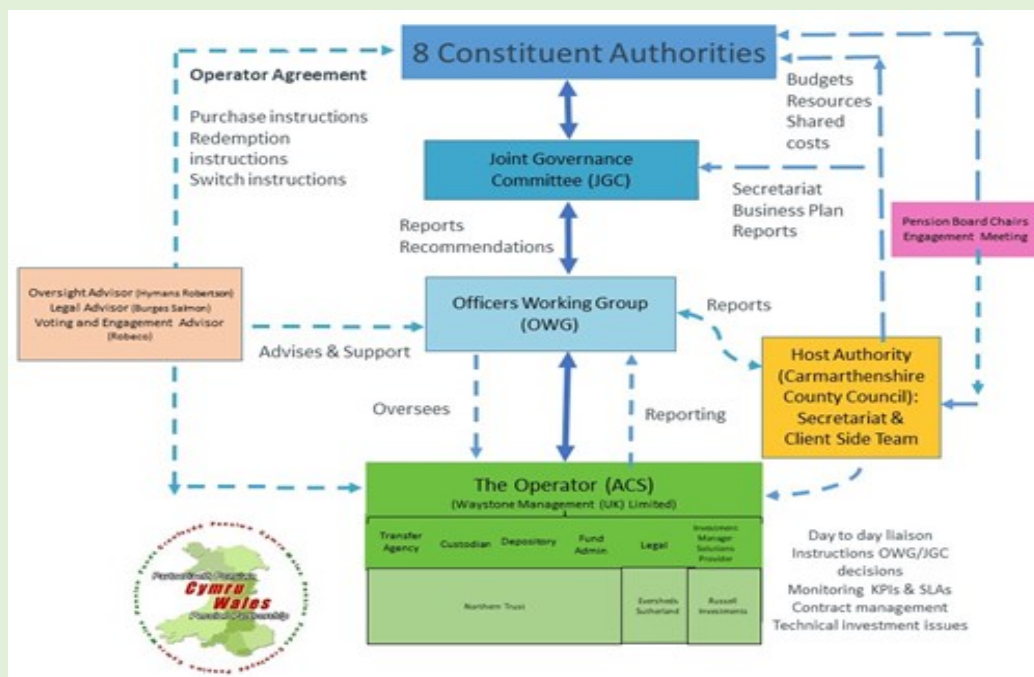 8 Constituent Authorities
Operator Agreement
Purchase instructions
Redemption
instructions
Switch instructions
Budgets
Resources
Shared
costs
Joint Governance
Committee (JGC)
Secretariat
Business Plan
Reports
Pension Board Chairs
Engagement Meeting
Reports
Recommendations
Oversight Advisor (Hymans Robertson)
Legal Advisor (Burges Salmon)
Voting and Engagement Advisor
(Robeco)
Advises & Support
Officers Working Group
(OWG)
Reports
Host Authority
(Carmarthenshire
County Council):
Secretariat &
Client Side Team
Oversees
Reporting
The Operator (ACS)
(Waystone Management (UK) Limited)
Transfer
Agency
Custodian
Depository
Fund
Admin
Legal
Investment
Manager
Solutions
Provider
Northern Trust
Eversheds
Sutherland
Russell
Investments
Day to day liaison
Instructions OWG/JGC
decisions
Monitoring KPIs & SLAs
Contract management
Technical investment issues
Cymru
Wales
Pension Partnership